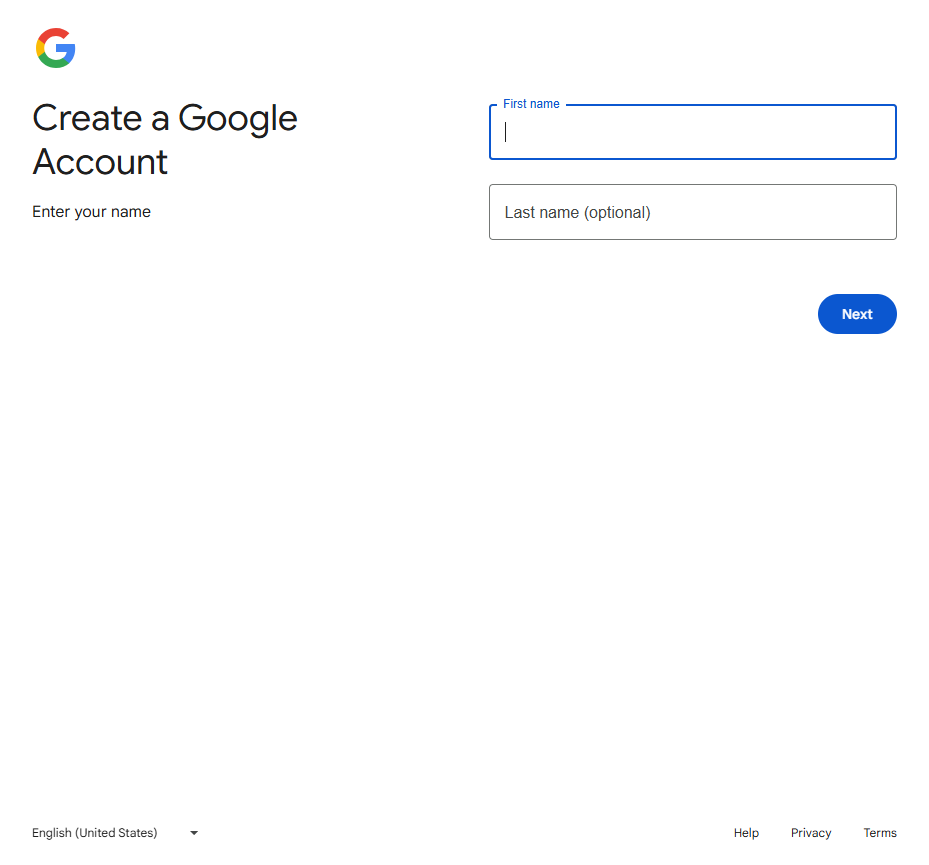 Create a Google
Account
Enter your name
First name
Last name (optional)
Next
English (United States)
Help
Privacy
Terms